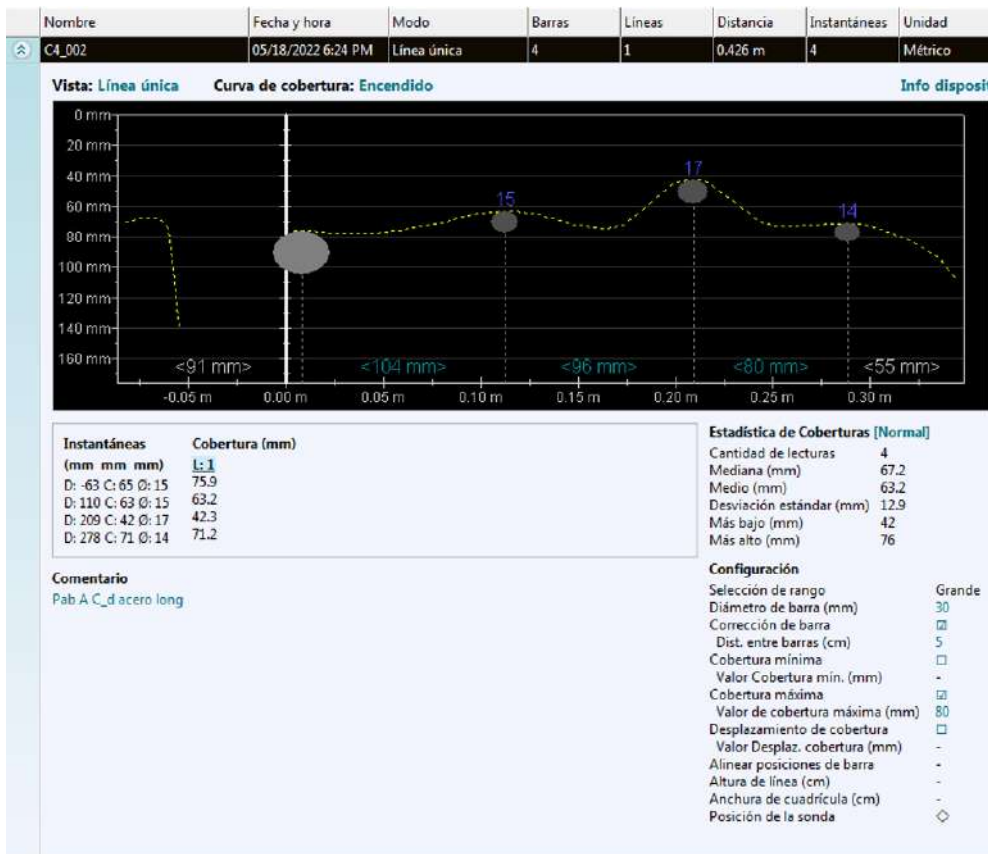 Nombre Fecha y hora Modo Barras Líneas Distancia Instantáneas Unidad
C4_002 05/18/2022 6:24 PM Línea única 4 1 0.426 m 4 Métrico
Vista: Línea única Curva de cobertura: Encendido Info disposit
0 mm
20 mm
40 mm
60 mm
80 mm
100 mm
120 mm
140 mm
160 mm
15
17
14
<91 mm> <104 mm> <96 mm> <80 mm> <55 mm>
-0.05 m 0.00 m 0.05 m 0.10 m 0.15 m 0.20 m 0.25 m 0.30 m
Instantáneas Cobertura (mm)
(mm mm mm) L: 1
D: -63 C: 65 Ø: 15 75.9
D: 110 C: 63 Ø: 15 63.2
D: 209 C: 42 Ø: 17 42.3
D: 278 C: 71 Ø: 14 71.2
Comentario
Pab A C_d acero long
Estadística de Coberturas [Normal]
Cantidad de lecturas 4
Mediana (mm) 67.2
Medio (mm) 63.2
Desviación estándar (mm) 12.9
Más bajo (mm) 42
Más alto (mm) 76
Configuración
Selección de rango Grande
Diámetro de barra (mm) 30
Corrección de barra ☑
Dist. entre barras (cm) 5
Cobertura mínima ☐
Valor Cobertura mín. (mm) -
Cobertura máxima ☑
Valor de cobertura máxima (mm) 80
Desplazamiento de cobertura ☐
Valor Desplaz. cobertura (mm) -
Alinear posiciones de barra -
Altura de línea (cm) -
Anchura de cuadrícula (cm) -
Posición de la sonda ◇